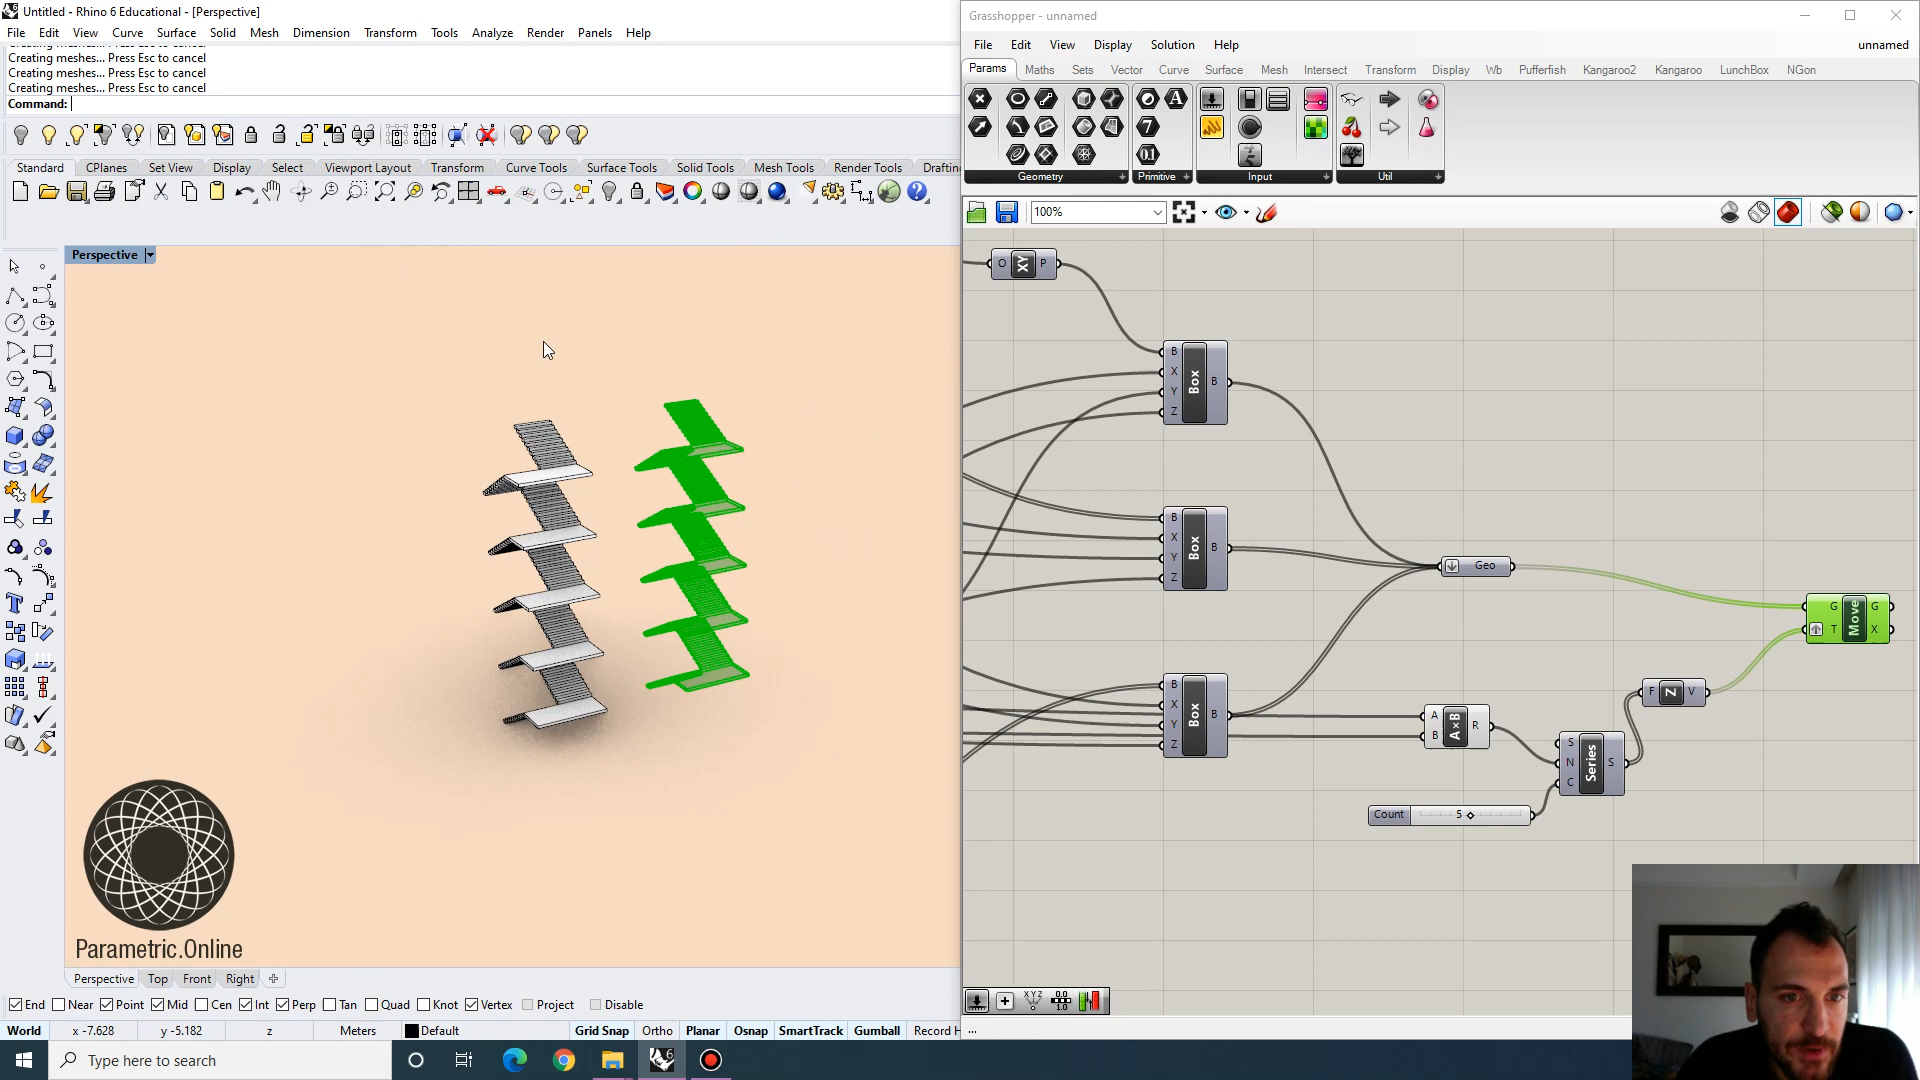 Untitled - Rhino 6 Educational - [Perspective]
File Edit View Curve Surface Solid Mesh Dimension Transform Tools Analyze Render Panels Help
Creating meshes... Press Esc to cancel
Creating meshes... Press Esc to cancel
Creating meshes... Press Esc to cancel
Command:
Standard CPlanes Set View Display Select Viewport Layout Transform Curve Tools Surface Tools Solid Tools Mesh Tools Render Tools Draftin
Perspective
Parametric.Online
Perspective Top Front Right
End Near Point Mid Cen Int Perp Tan Quad Knot Vertex Project Disable
World x -7.628 y -5.182 z Meters Default Grid Snap Ortho Planar Osnap SmartTrack Gumball Record H
Type here to search
Grasshopper - unnamed
File Edit View Display Solution Help unnamed
Params Maths Sets Vector Curve Surface Mesh Intersect Transform Display Wb Pufferfish Kangaroo2 Kangaroo LunchBox NGon
Geometry Primitive Input Util
100%
O XY P
B X Y Z Box B
B X Y Z Box B
Geo
G T Move G X
B X Y Z Box B
F Z V
A B A×B R
S N C Series S
Count 5
...